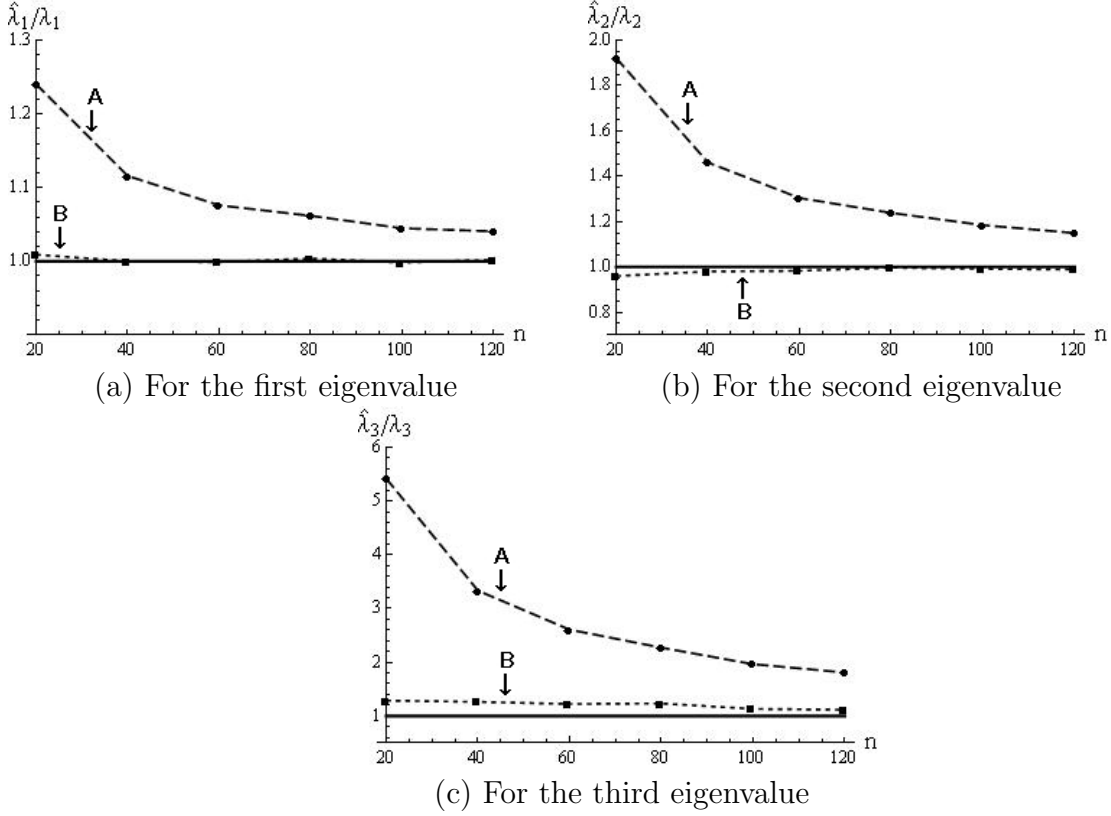 λ̂₁/λ₁
1.3
1.2
1.1
1.0
A
B
20 40 60 80 100 120 n
(a) For the first eigenvalue
λ̂₂/λ₂
2.0
1.8
1.6
1.4
1.2
1.0
0.8
A
B
20 40 60 80 100 120 n
(b) For the second eigenvalue
λ̂₃/λ₃
6
5
4
3
2
1
A
B
20 40 60 80 100 120 n
(c) For the third eigenvalue